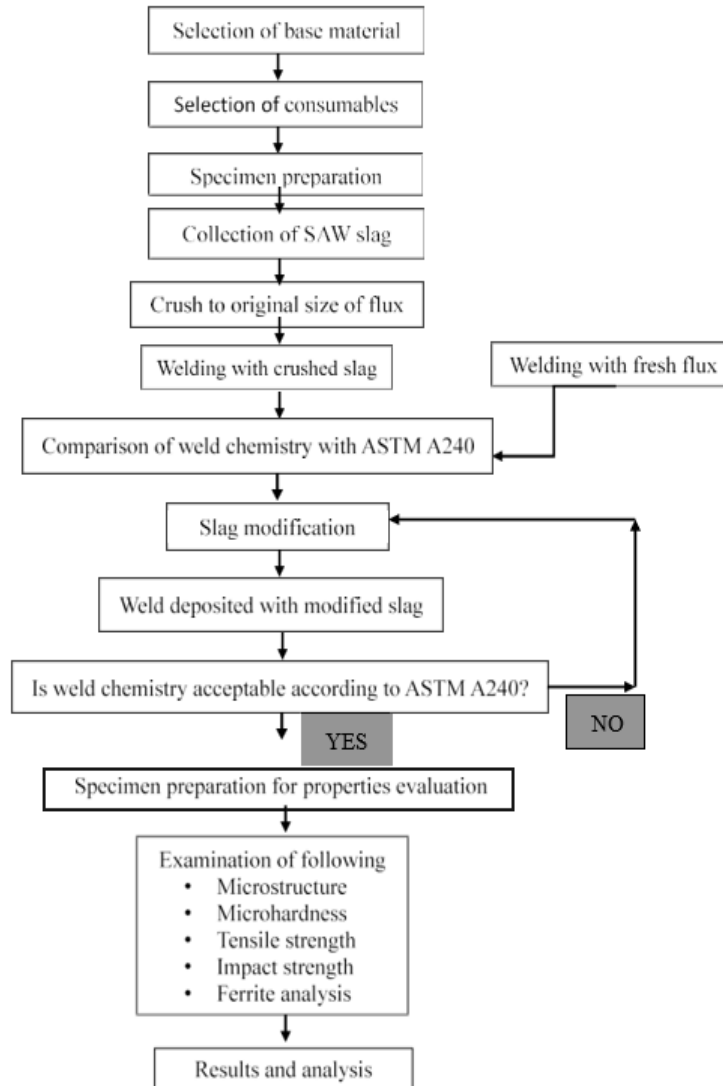 Selection of base material
Selection of consumables
Specimen preparation
Collection of SAW slag
Crush to original size of flux
Welding with crushed slag
Welding with fresh flux
Comparison of weld chemistry with ASTM A240
Slag modification
Weld deposited with modified slag
Is weld chemistry acceptable according to ASTM A240?
NO
YES
Specimen preparation for properties evaluation
Examination of following
• Microstructure
• Microhardness
• Tensile strength
• Impact strength
• Ferrite analysis
Results and analysis